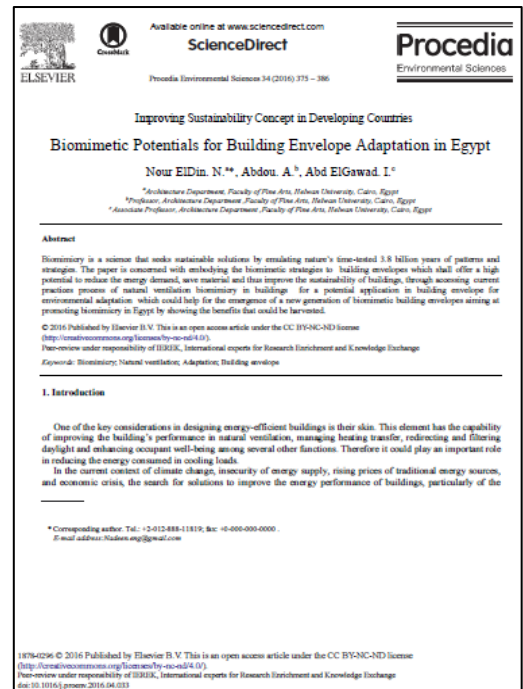 Available online at www.sciencedirect.com
CrossMark
ScienceDirect
ELSEVIER
Procedia Environmental Sciences 34 (2016) 375 – 386
Procedia
Environmental Sciences
Improving Sustainability Concept in Developing Countries
Biomimetic Potentials for Building Envelope Adaptation in Egypt
Nour ElDin. N.ᵃ*, Abdou. A.ᵇ, Abd ElGawad. I.ᶜ
ᵃArchitecture Department, Faculty of Fine Arts, Helwan University, Cairo, Egypt
ᵇProfessor, Architecture Department ,Faculty of Fine Arts, Helwan University, Cairo, Egypt
ᶜ Associate Professor, Architecture Department ,Faculty of Fine Arts, Helwan University, Cairo, Egypt
Abstract
Biomimicry is a science that seeks sustainable solutions by emulating nature's time-tested 3.8 billion years of patterns and
strategies. The paper is concerned with embodying the biomimetic strategies to building envelopes which shall offer a high
potential to reduce the energy demand, save material and thus improve the sustainability of buildings, through accessing current
practices process of natural ventilation biomimicry in buildings for a potential application in building envelope for
environmental adaptation which could help for the emergence of a new generation of biomimetic building envelopes aiming at
promoting biomimicry in Egypt by showing the benefits that could be harvested.
© 2016 Published by Elsevier B.V. This is an open access article under the CC BY-NC-ND license
(http://creativecommons.org/licenses/by-nc-nd/4.0/).
Peer-review under responsibility of IEREK, International experts for Research Enrichment and Knowledge Exchange
Keywords: Biomimicry; Natural ventilation; Adaptation; Building envelope
1. Introduction
One of the key considerations in designing energy-efficient buildings is their skin. This element has the capability
of improving the building's performance in natural ventilation, managing heating transfer, redirecting and filtering
daylight and enhancing occupant well-being among several other functions. Therefore it could play an important role
in reducing the energy consumed in cooling loads.
In the current context of climate change, insecurity of energy supply, rising prices of traditional energy sources,
and economic crisis, the search for solutions to improve the energy performance of buildings, particularly of the
* Corresponding author. Tel.: +2-012-888-11819; fax: +0-000-000-0000 .
E-mail address:Nadeen.eng@gmail.com
1878-0296 © 2016 Published by Elsevier B.V. This is an open access article under the CC BY-NC-ND license
(http://creativecommons.org/licenses/by-nc-nd/4.0/).
Peer-review under responsibility of IEREK, International experts for Research Enrichment and Knowledge Exchange
doi:10.1016/j.proenv.2016.04.033